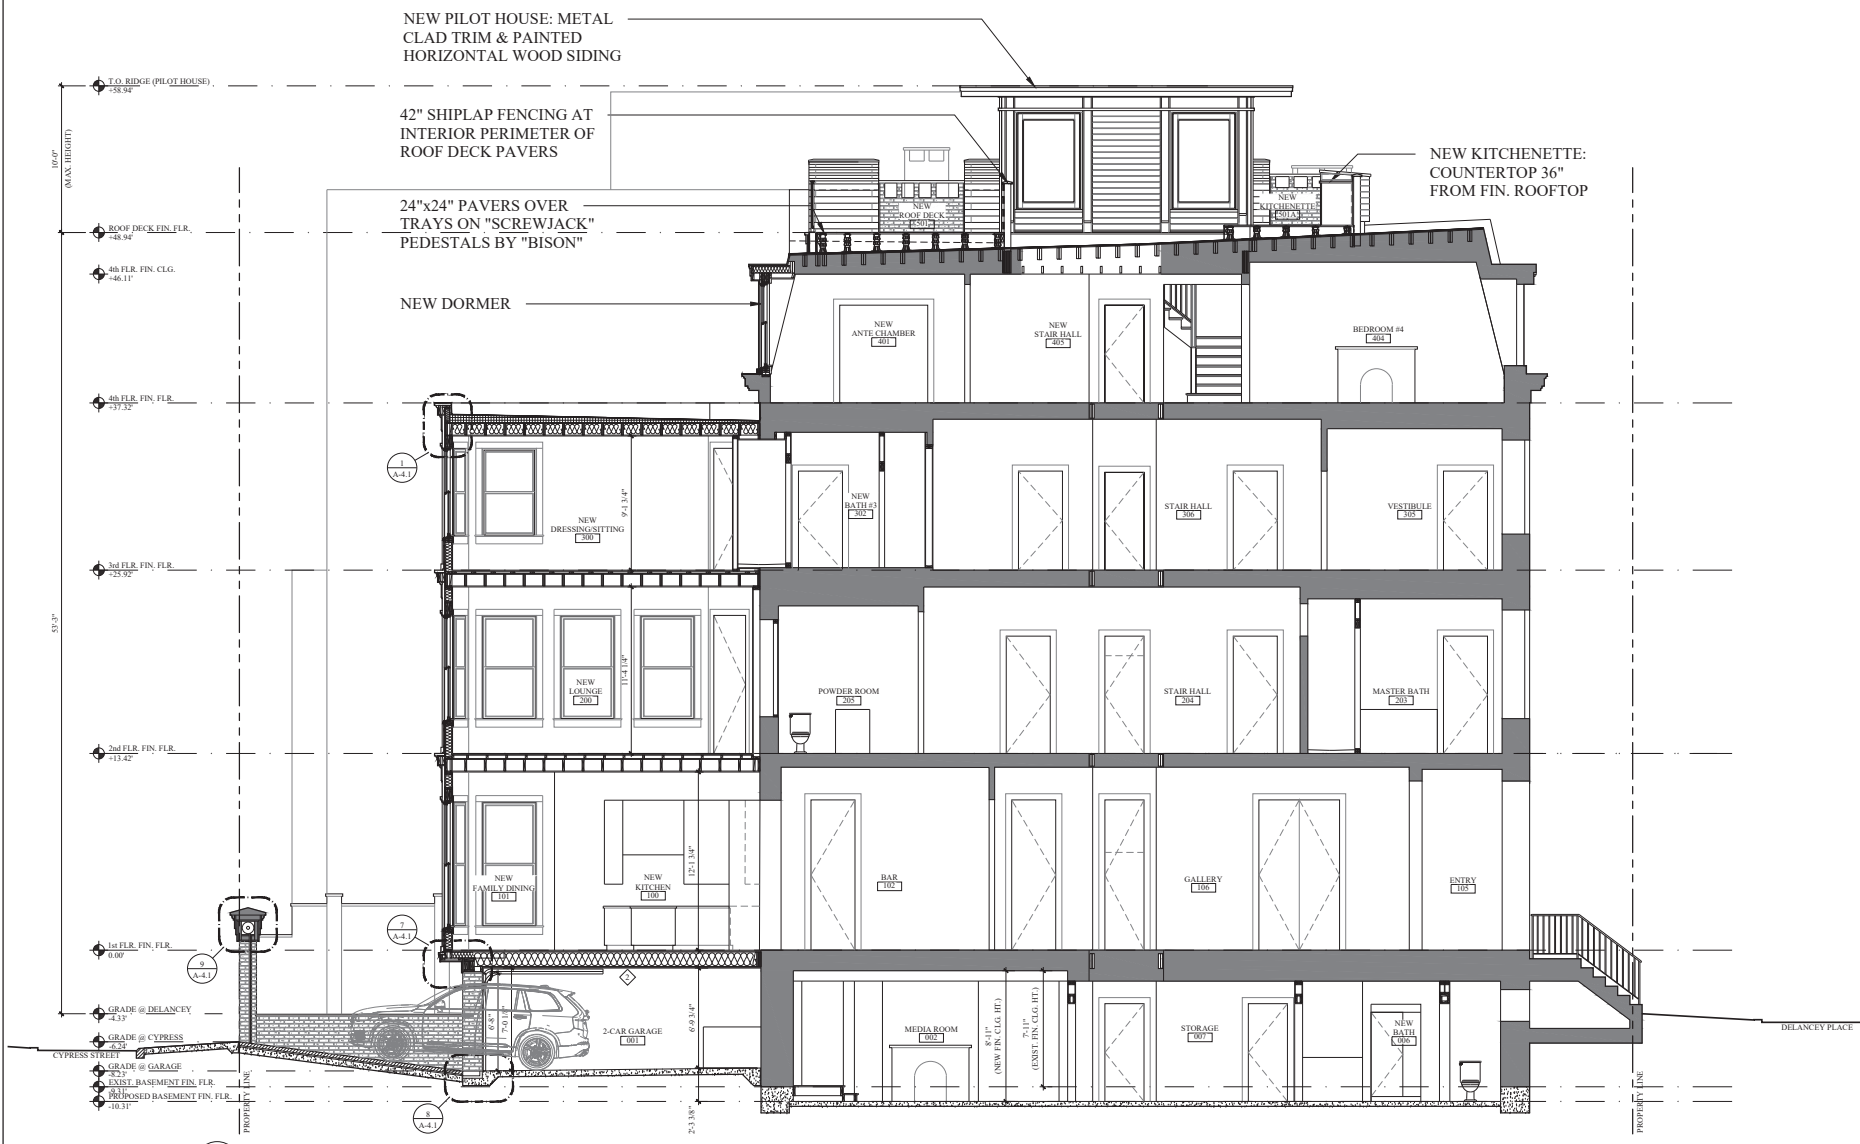 NEW PILOT HOUSE: METAL
CLAD TRIM & PAINTED
HORIZONTAL WOOD SIDING
T.O. RIDGE (PILOT HOUSE)
+58.94'
10'-0"
(MAX. HEIGHT)
42" SHIPLAP FENCING AT
INTERIOR PERIMETER OF
ROOF DECK PAVERS
NEW KITCHENETTE:
COUNTERTOP 36"
FROM FIN. ROOFTOP
24"x24" PAVERS OVER
TRAYS ON "SCREWJACK"
PEDESTALS BY "BISON"
NEW
ROOF DECK
501
NEW
KITCHENETTE
501A
ROOF DECK FIN. FLR.
+48.94'
4th FLR. FIN. CLG.
+46.11'
NEW DORMER
NEW
ANTE CHAMBER
401
NEW
STAIR HALL
405
BEDROOM #4
404
4th FLR. FIN. FLR.
+37.32'
1
A-4.1
9'-1 3/4"
NEW
DRESSING/SITTING
300
NEW
BATH #3
302
STAIR HALL
306
VESTIBULE
305
3rd FLR. FIN. FLR.
+25.92'
53'-3"
11'-4 1/4"
NEW
LOUNGE
200
POWDER ROOM
205
STAIR HALL
204
MASTER BATH
203
2nd FLR. FIN. FLR.
+13.42'
12'-1 3/4"
NEW
FAMILY DINING
101
NEW
KITCHEN
100
BAR
102
GALLERY
106
ENTRY
105
7
A-4.1
1st FLR. FIN. FLR.
0.00'
9
A-4.1
2
GRADE @ DELANCEY
-4.33'
GRADE @ CYPRESS
-6.24'
CYPRESS STREET
GRADE @ GARAGE
-8.23'
EXIST. BASEMENT FIN. FLR.
-9.31'
PROPOSED BASEMENT FIN. FLR.
-10.31'
PROPERTY LINE
8
A-4.1
6'-8"
2-CAR GARAGE
001
6'-9 3/4"
2'-3 3/8"
MEDIA ROOM
002
8'-11"
(NEW FIN. CLG. HT.)
7'-11"
(EXIST. FIN. CLG. HT.)
STORAGE
007
NEW
BATH
006
DELANCEY PLACE
PROPERTY LINE